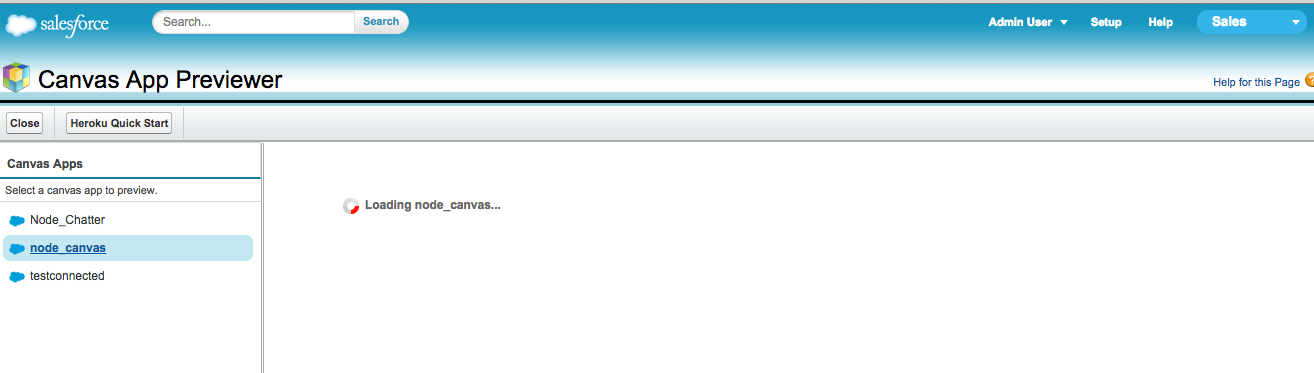 salesforce
Search...
Search
Admin User
Setup
Help
Sales
Canvas App Previewer
Help for this Page
Close
Heroku Quick Start
Canvas Apps
Select a canvas app to preview.
Node_Chatter
node_canvas
testconnected
Loading node_canvas...